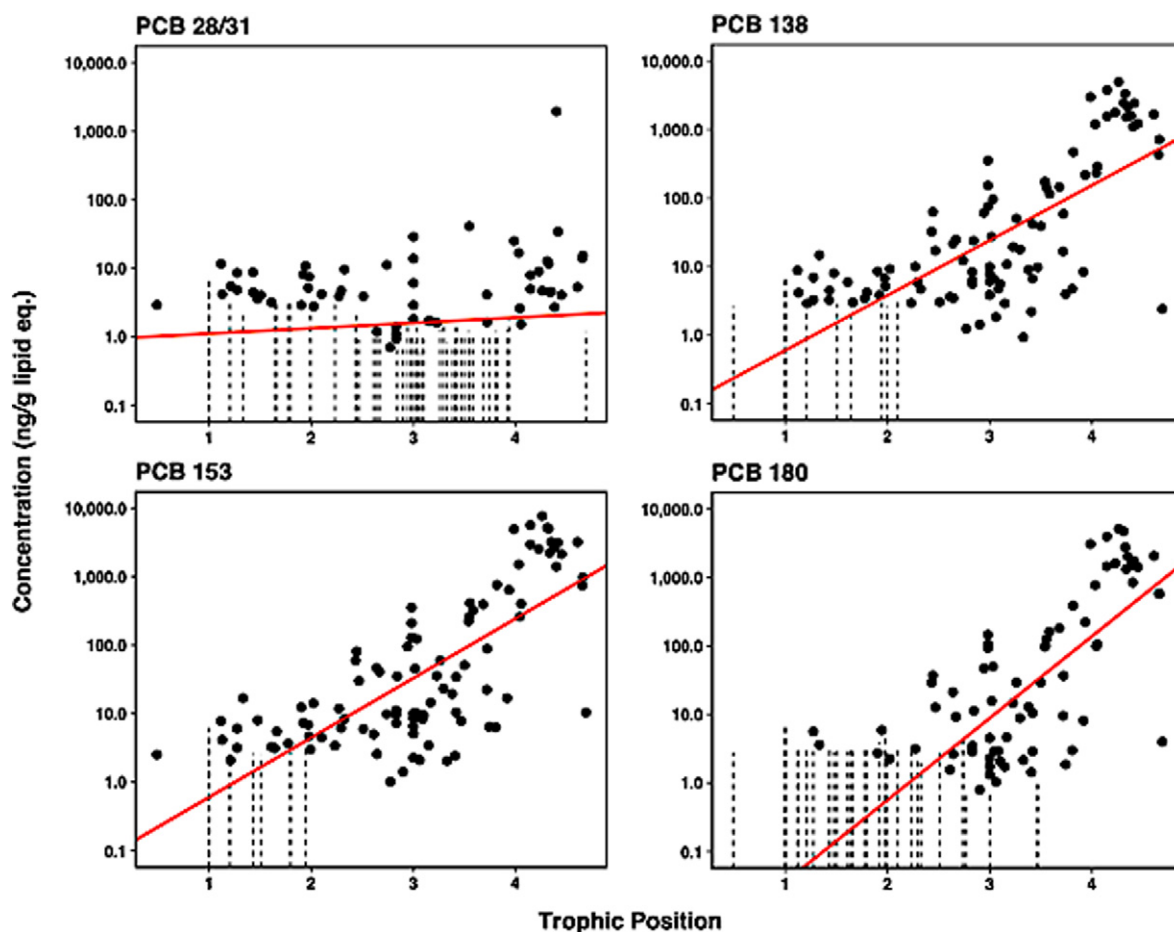 PCB 28/31
10,000.0
1,000.0
100.0
10.0
1.0
0.1
1 2 3 4
PCB 138
10,000.0
1,000.0
100.0
10.0
1.0
0.1
1 2 3 4
PCB 153
10,000.0
1,000.0
100.0
10.0
1.0
0.1
1 2 3 4
PCB 180
10,000.0
1,000.0
100.0
10.0
1.0
0.1
1 2 3 4
Concentration (ng/g lipid eq.)
Trophic Position